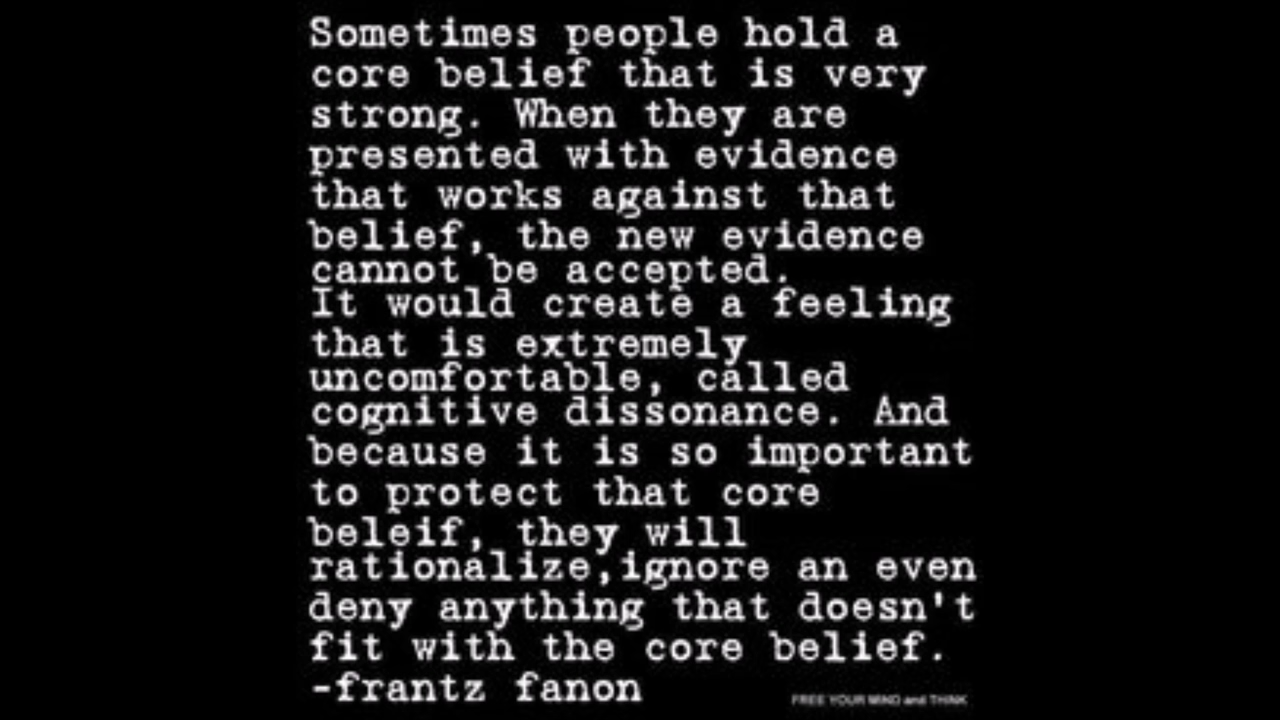 Sometimes people hold a
core belief that is very
strong. When they are
presented with evidence
that works against that
belief, the new evidence
cannot be accepted.
It would create a feeling
that is extremely
uncomfortable, called
cognitive dissonance. And
because it is so important
to protect that core
beleif, they will
rationalize,ignore an even
deny anything that doesn't
fit with the core belief.
-frantz fanon
FREE YOUR MIND and THINK